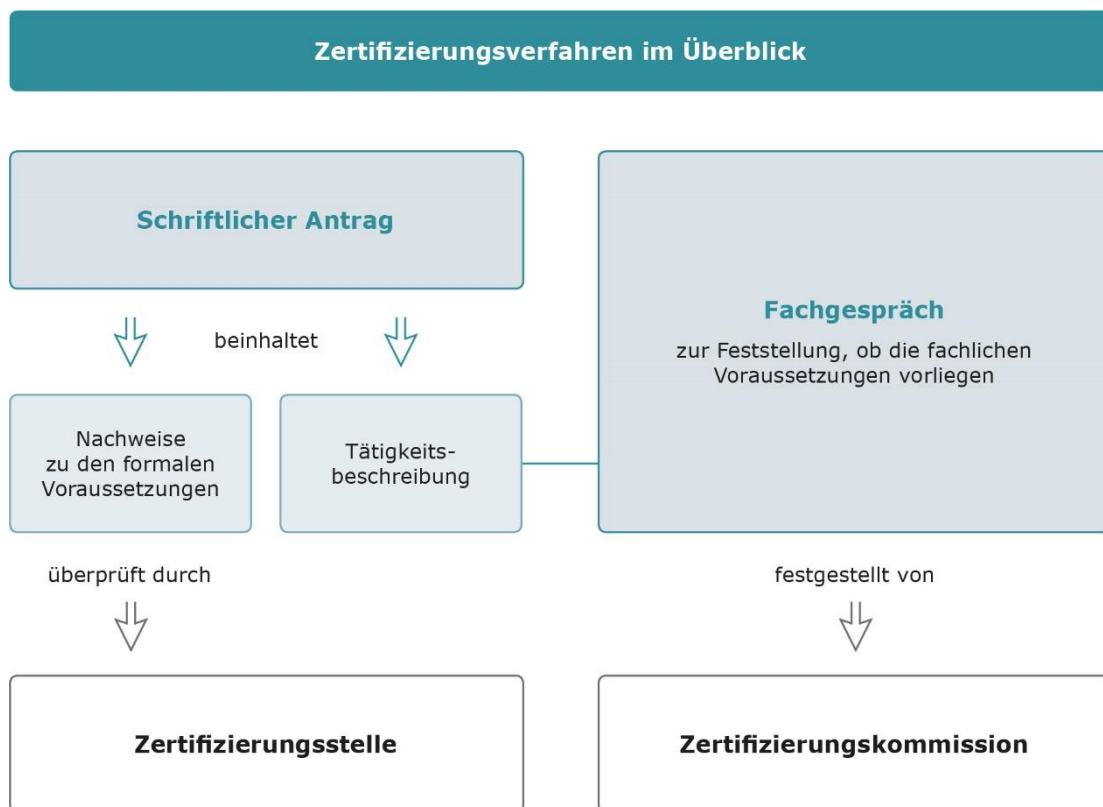 Zertifizierungsverfahren im Überblick
Schriftlicher Antrag
beinhaltet
Nachweise
zu den formalen
Voraussetzungen
Tätigkeits-
beschreibung
Fachgespräch
zur Feststellung, ob die fachlichen
Voraussetzungen vorliegen
überprüft durch
festgestellt von
Zertifizierungsstelle
Zertifizierungskommission